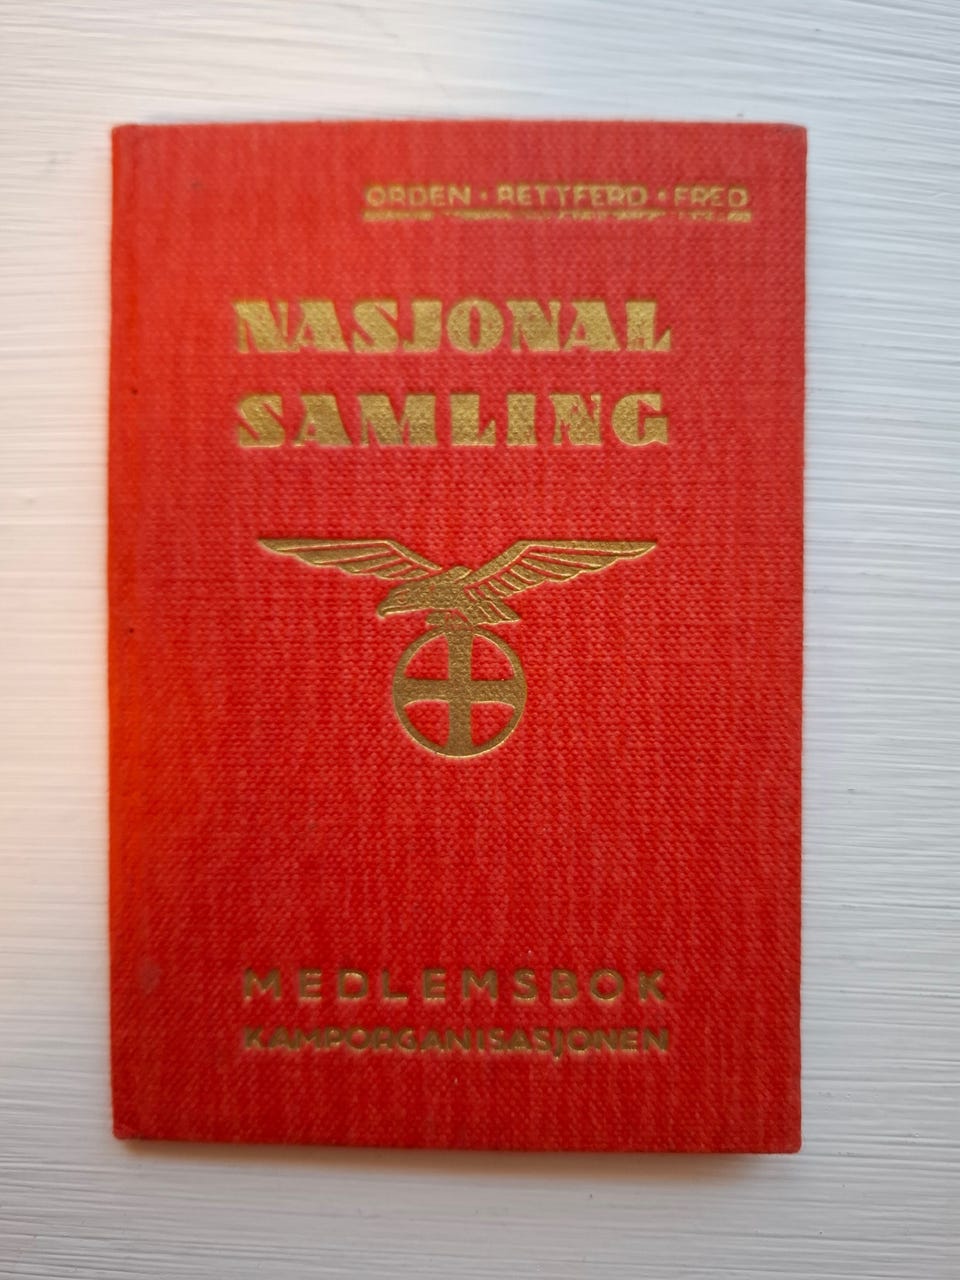 ORDEN · RETTFERD · FRED
NASJONAL
SAMLING
MEDLEMSBOK
KAMPORGANISASJONEN